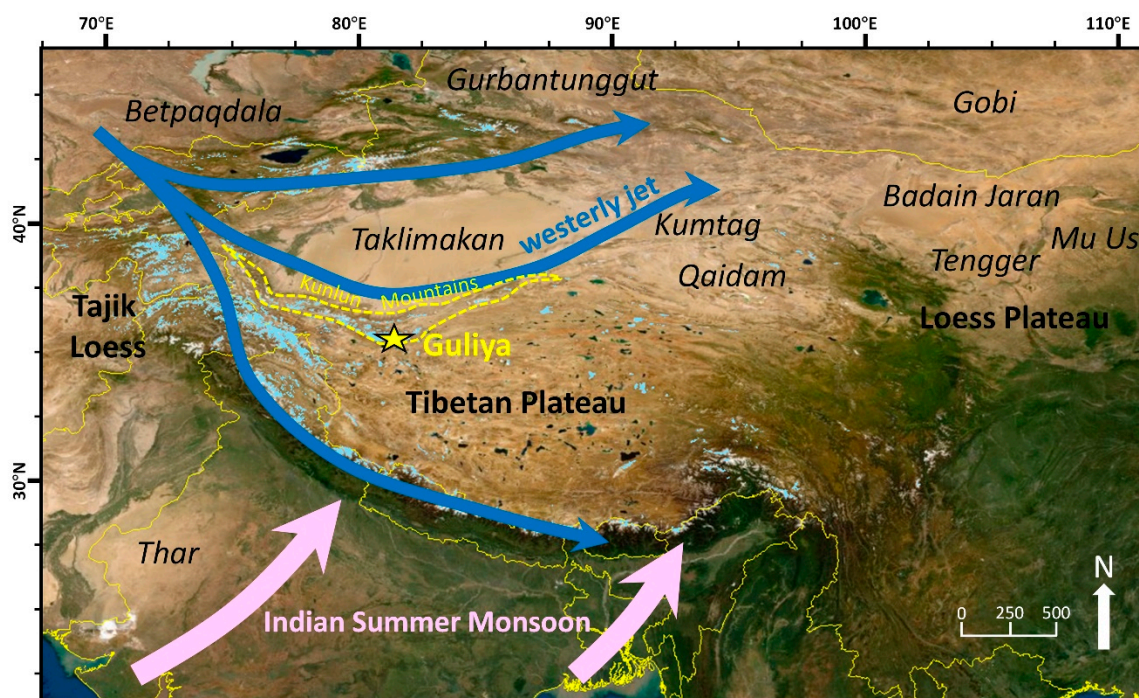 70°E 80°E 90°E 100°E 110°E
Gurbantunggut
Gobi
Betpaqdala
Badain Jaran
40°N
westerly jet
Kumtag
Taklimakan
Mu Us
Tengger
Qaidam
Kunlun Mountains
Tajik
Loess
Loess Plateau
Guliya
Tibetan Plateau
30°N
Thar
N
Indian Summer Monsoon
0 250 500